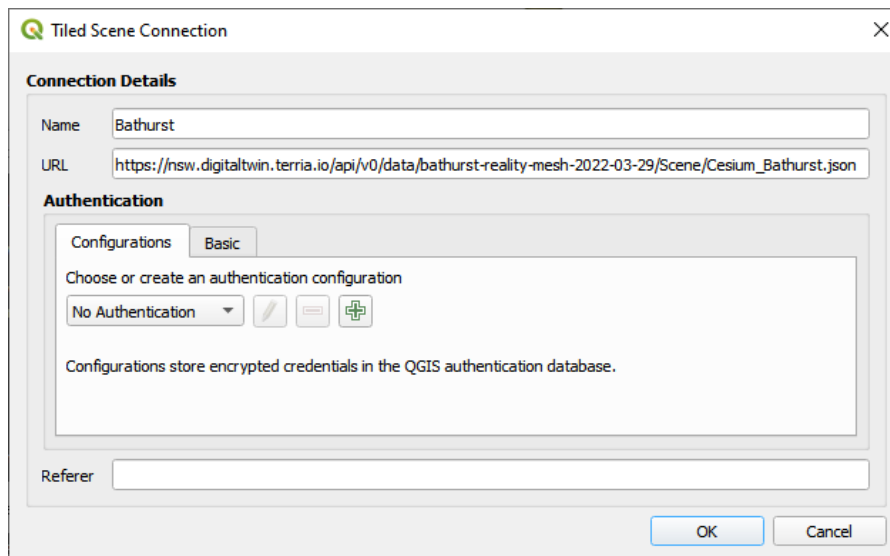 Tiled Scene Connection
Connection Details
Name Bathurst
URL https://nsw.digitaltwin.terria.io/api/v0/data/bathurst-reality-mesh-2022-03-29/Scene/Cesium_Bathurst.json
Authentication
Configurations Basic
Choose or create an authentication configuration
No Authentication
Configurations store encrypted credentials in the QGIS authentication database.
Referer
OK Cancel